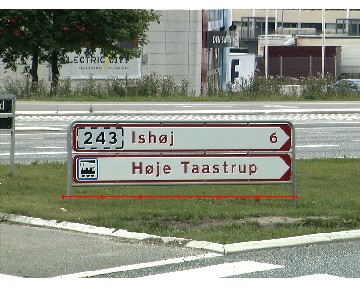 ELECTRIC CITY
243 Ishøj 6
Høje Taastrup